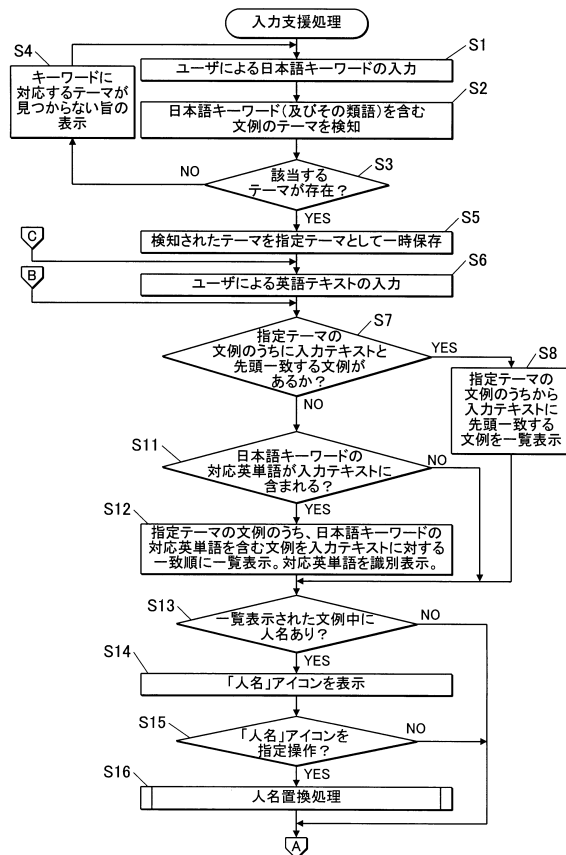 入力支援処理
S4
キーワードに
対応するテーマが
見つからない旨の
表示
S1
ユーザによる日本語キーワードの入力
S2
日本語キーワード(及びその類語)を含む
文例のテーマを検知
S3
該当する
テーマが存在?
NO
YES
S5
検知されたテーマを指定テーマとして一時保存
C
S6
ユーザによる英語テキストの入力
B
S7
指定テーマの
文例のうちに入力テキストと
先頭一致する文例が
あるか?
YES
NO
S8
指定テーマの
文例のうちから
入力テキストに
先頭一致する
文例を一覧表示
S11
日本語キーワードの
対応英単語が入力テキストに
含まれる?
NO
YES
S12
指定テーマの文例のうち、日本語キーワードの
対応英単語を含む文例を入力テキストに対する
一致順に一覧表示。対応英単語を識別表示。
S13
一覧表示された文例中に
人名あり?
NO
YES
S14
「人名」アイコンを表示
S15
「人名」アイコンを
指定操作?
NO
YES
S16
人名置換処理
A